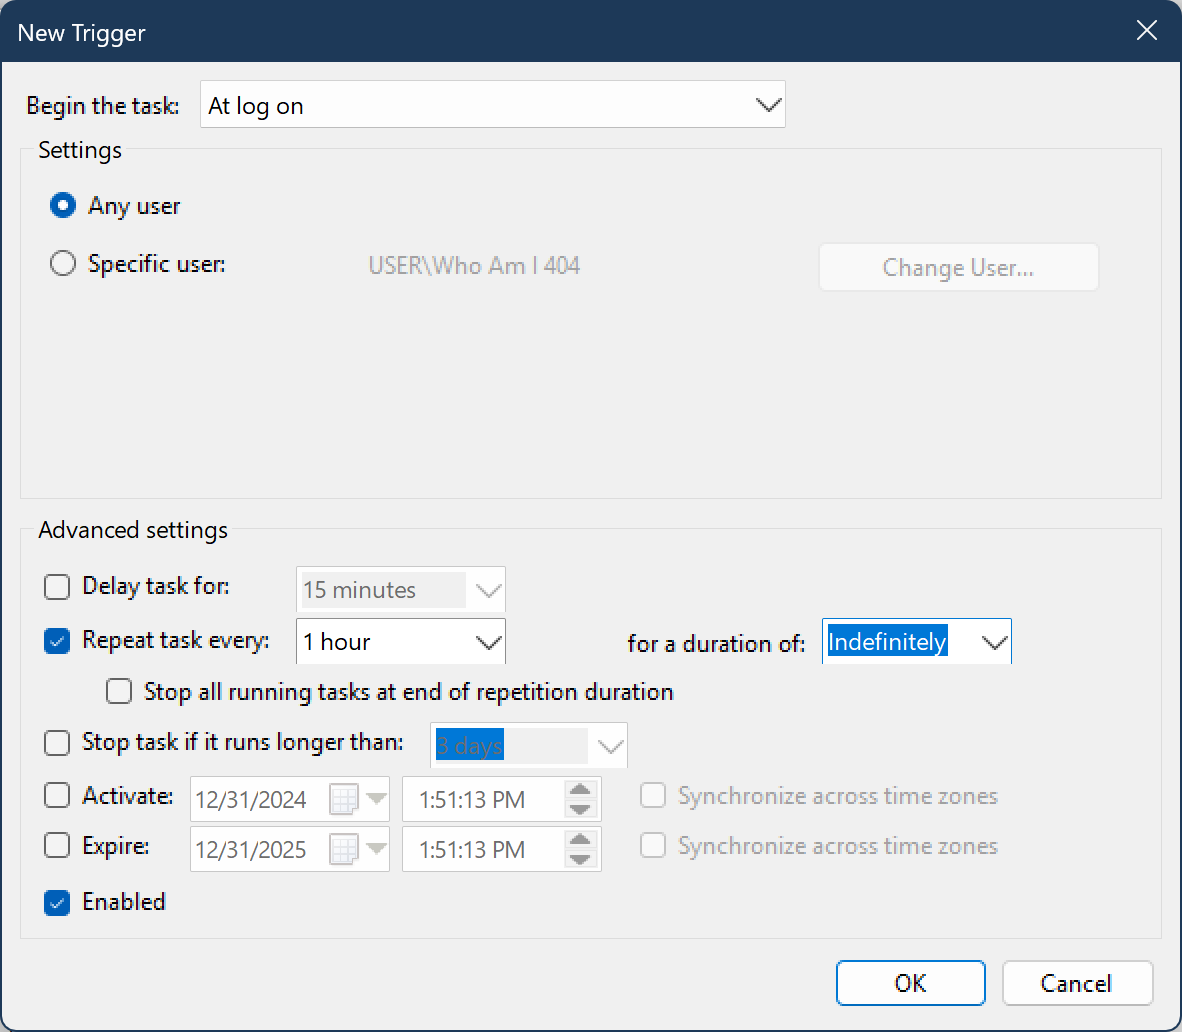 New Trigger
Begin the task: At log on
Settings
Any user
Specific user: USER\Who Am I 404 Change User...
Advanced settings
Delay task for: 15 minutes
Repeat task every: 1 hour for a duration of: Indefinitely
Stop all running tasks at end of repetition duration
Stop task if it runs longer than: 3 days
Activate: 12/31/2024 1:51:13 PM Synchronize across time zones
Expire: 12/31/2025 1:51:13 PM Synchronize across time zones
Enabled
OK Cancel